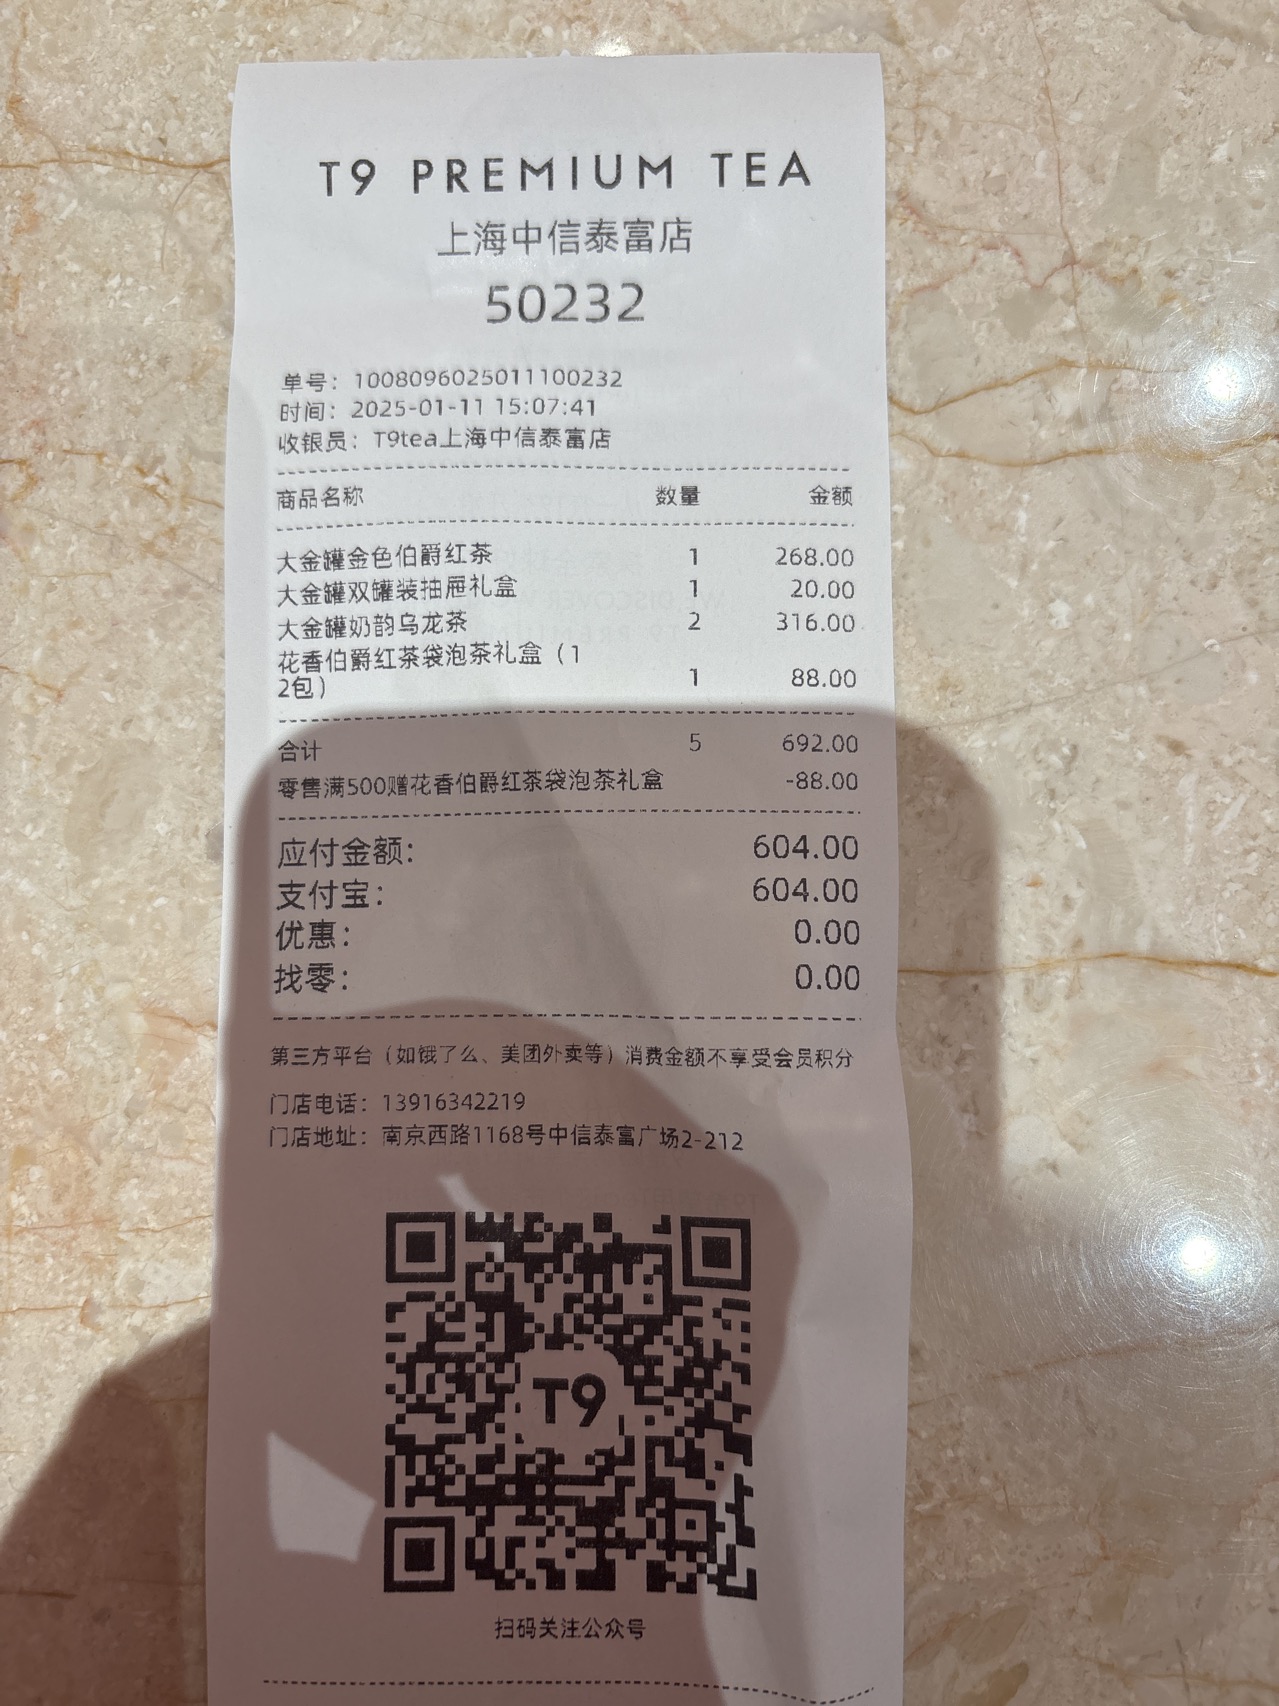 T9 PREMIUM TEA
上海中信泰富店
50232
单号：1008096025011100232
时间：2025-01-11 15:07:41
收银员：T9tea上海中信泰富店
商品名称 数量 金额
大金罐金色伯爵红茶 1 268.00
大金罐双罐装抽屉礼盒 1 20.00
大金罐奶韵乌龙茶 2 316.00
花香伯爵红茶袋泡茶礼盒（1
2包） 1 88.00
合计 5 692.00
零售满500赠花香伯爵红茶袋泡茶礼盒 -88.00
应付金额: 604.00
支付宝: 604.00
优惠: 0.00
找零: 0.00
第三方平台（如饿了么、美团外卖等）消费金额不享受会员积分
门店电话：13916342219
门店地址：南京西路1168号中信泰富广场2-212
T9
扫码关注公众号